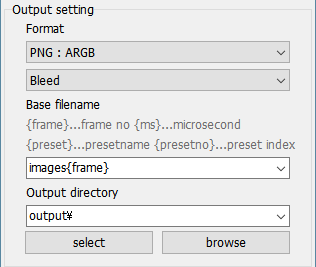 Output setting
Format
PNG : ARGB
Bleed
Base filename
{frame}...frame no {ms}...microsecond
{preset}...presetname {presetno}...preset index
images{frame}
Output directory
output¥
select browse